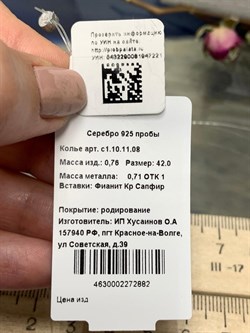 Проверить информацию
по УИН на сайте:
http://probpalata.ru
УИН: 6432290061947221
Серебро 925 пробы
Колье арт. с1.10.11.08
Масса изд.: 0,76 Размер: 42.0
Масса металла: 0,71 ОТК 1
Вставки: Фианит Кр Сапфир
Покрытие: родирование
Изготовитель: ИП Хусаинов О.А
157940 РФ, пгт Красное-на-Волге,
ул Советская, д.39
4630002272882
Цена изд